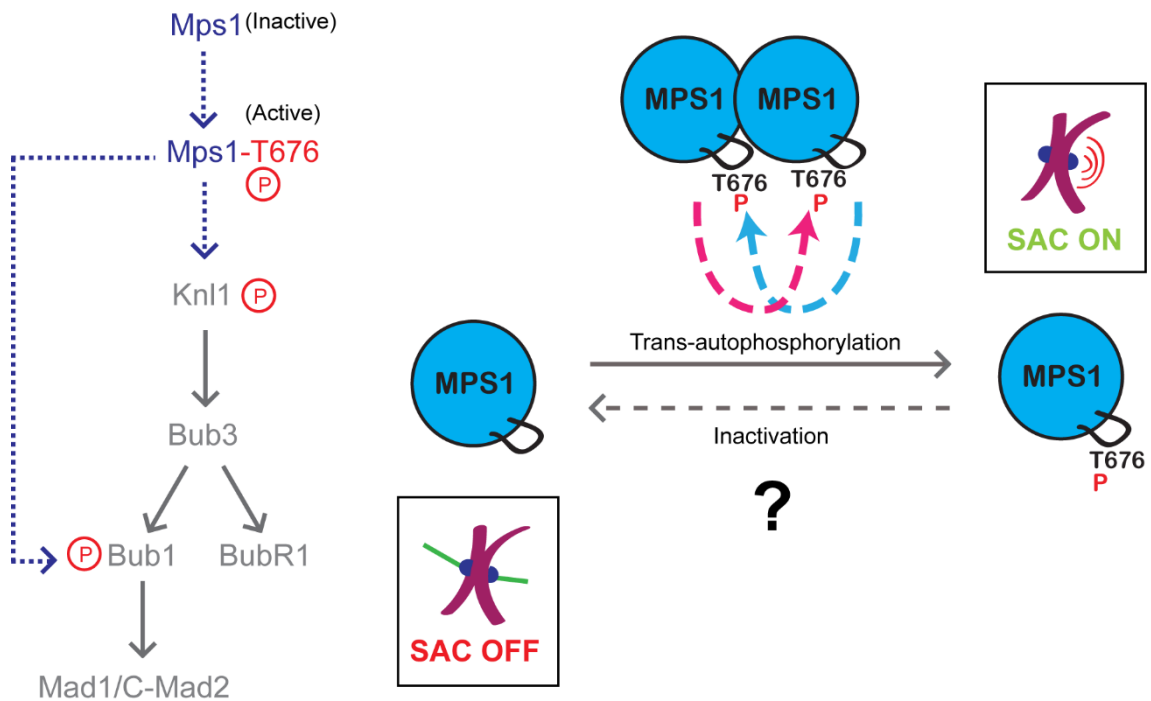 Mps1 (Inactive)
(Active)
Mps1-T676
P
Knl1 P
Bub3
P Bub1 BubR1
Mad1/C-Mad2
MPS1 MPS1
T676 T676
P P
SAC ON
Trans-autophosphorylation
MPS1
MPS1
Inactivation
T676
P
?
SAC OFF